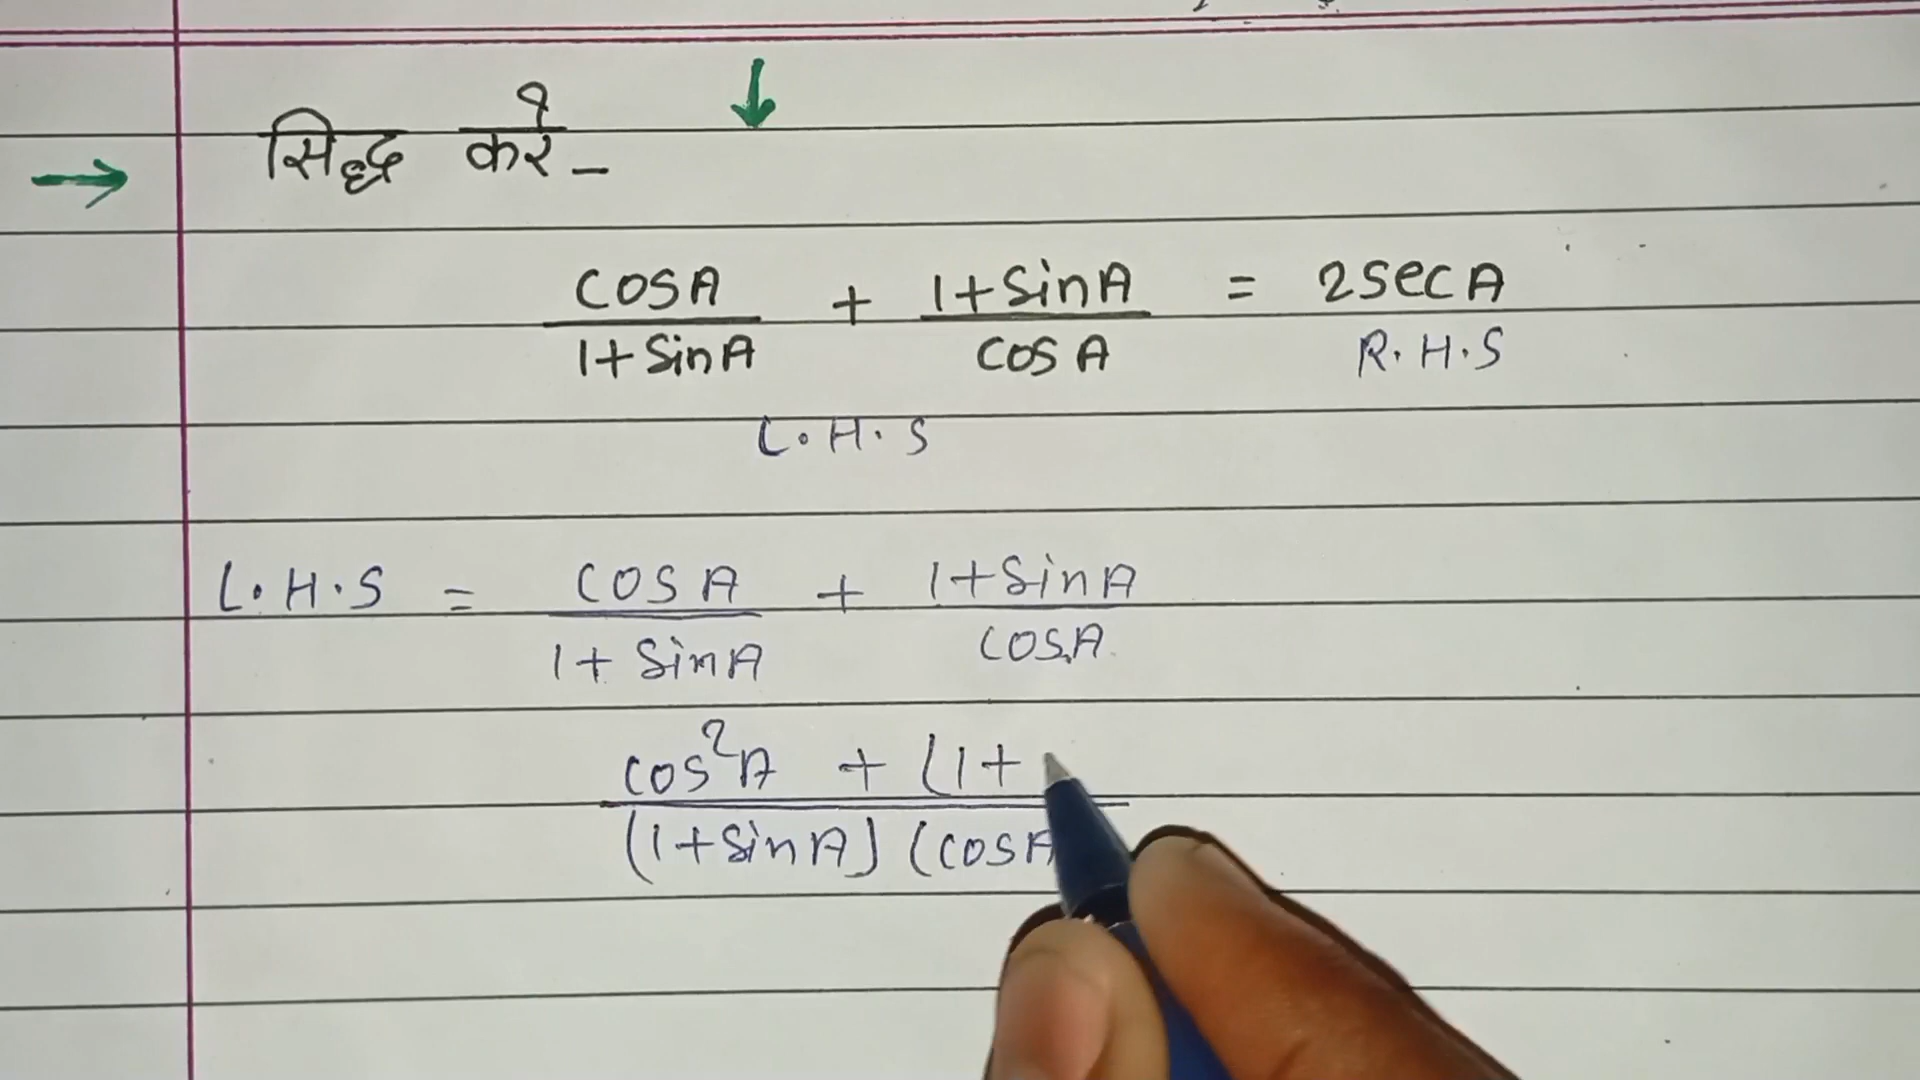 सिद्ध करें –
cosA / 1+sinA + 1+sinA / cosA = 2secA
R.H.S
L.H.S
L.H.S = cosA / 1+sinA + 1+sinA / cosA
cos²A + (1+ / (1+sinA) (cosA